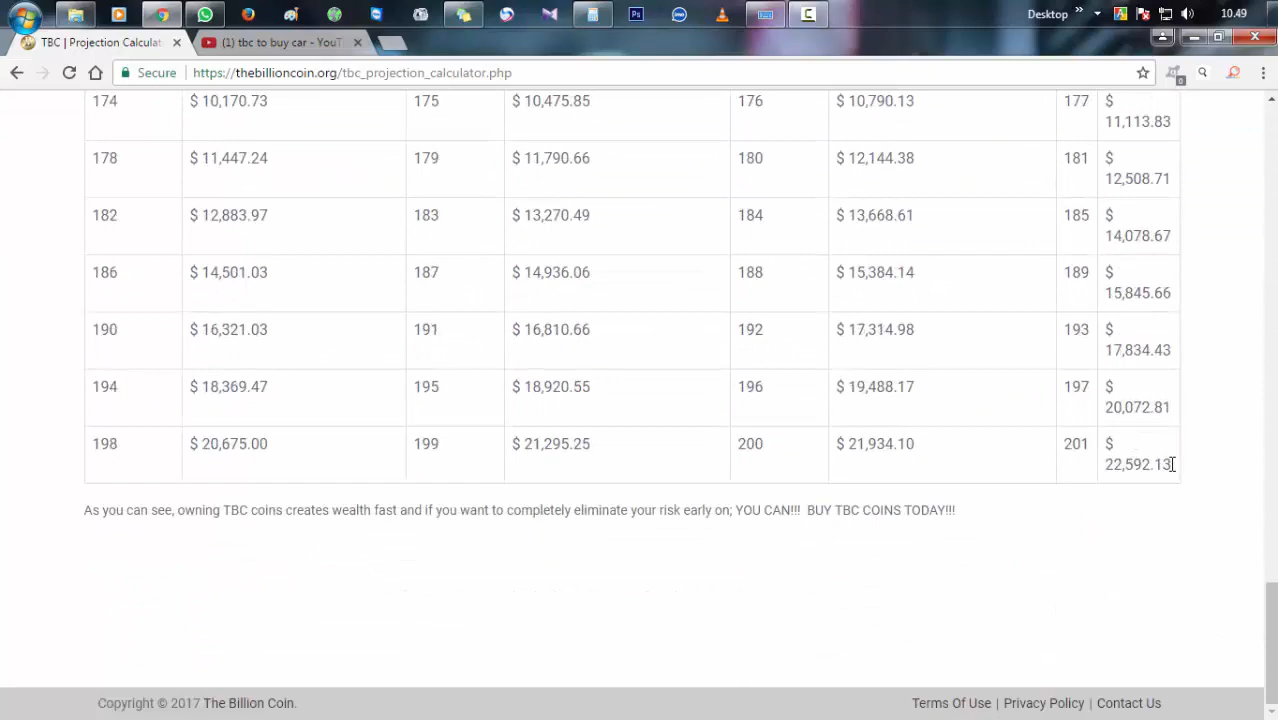 Desktop » 10.49
TBC | Projection Calculat (1) tbc to buy car - YouT
Secure https://thebillioncoin.org/tbc_projection_calculator.php
174 $ 10,170.73 175 $ 10,475.85 176 $ 10,790.13 177 $
11,113.83
178 $ 11,447.24 179 $ 11,790.66 180 $ 12,144.38 181 $
12,508.71
182 $ 12,883.97 183 $ 13,270.49 184 $ 13,668.61 185 $
14,078.67
186 $ 14,501.03 187 $ 14,936.06 188 $ 15,384.14 189 $
15,845.66
190 $ 16,321.03 191 $ 16,810.66 192 $ 17,314.98 193 $
17,834.43
194 $ 18,369.47 195 $ 18,920.55 196 $ 19,488.17 197 $
20,072.81
198 $ 20,675.00 199 $ 21,295.25 200 $ 21,934.10 201 $
22,592.13
As you can see, owning TBC coins creates wealth fast and if you want to completely eliminate your risk early on; YOU CAN!!! BUY TBC COINS TODAY!!!
Copyright © 2017 The Billion Coin. Terms Of Use | Privacy Policy | Contact Us